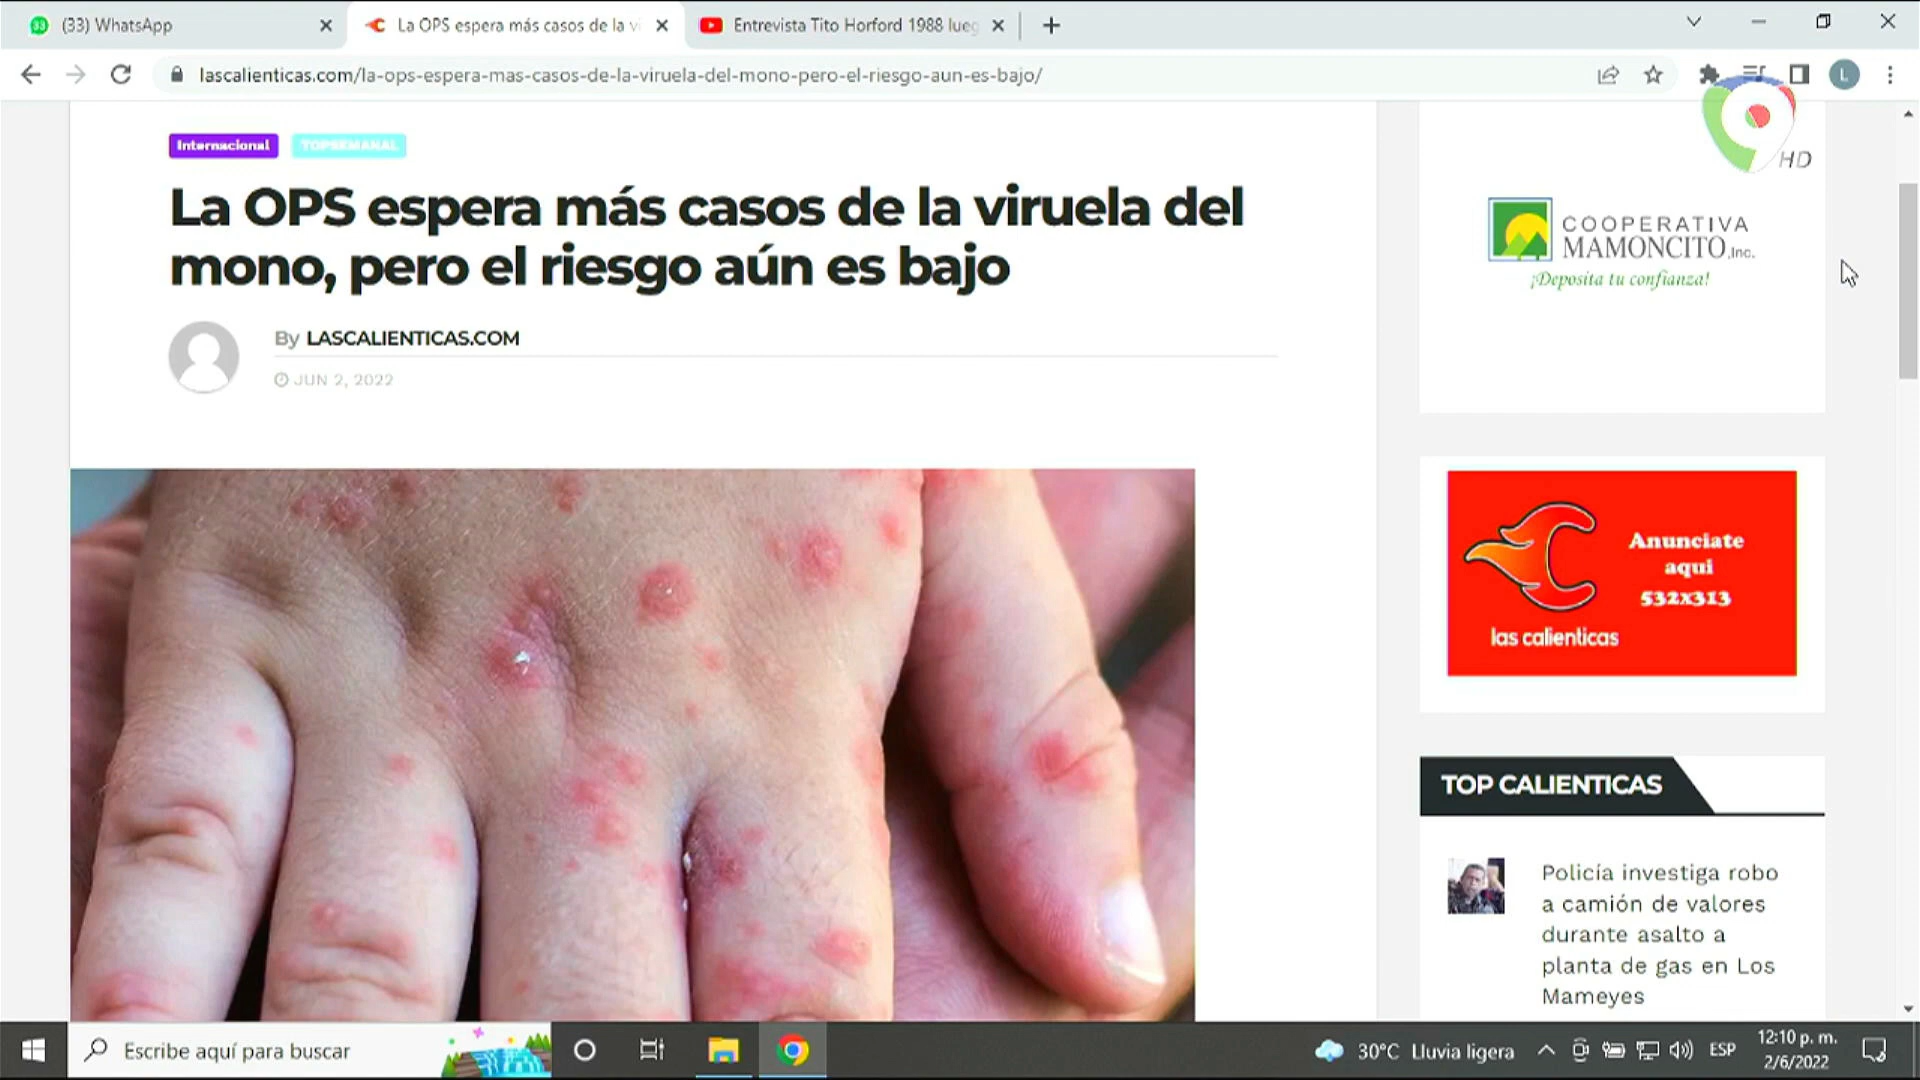 (33) WhatsApp
La OPS espera más casos de la vi
Entrevista Tito Horford 1988 lueg
lascalienticas.com/la-ops-espera-mas-casos-de-la-viruela-del-mono-pero-el-riesgo-aun-es-bajo/
L
HD
Internacional
TOPSEMANAL
La OPS espera más casos de la viruela del
mono, pero el riesgo aún es bajo
By LASCALIENTICAS.COM
JUN 2, 2022
COOPERATIVA
MAMONCITO,Inc.
¡Deposita tu confianza!
Anunciate
aqui
532x313
las calienticas
TOP CALIENTICAS
Policía investiga robo
a camión de valores
durante asalto a
planta de gas en Los
Mameyes
Escribe aquí para buscar
30°C Lluvia ligera
ESP
12:10 p. m.
2/6/2022